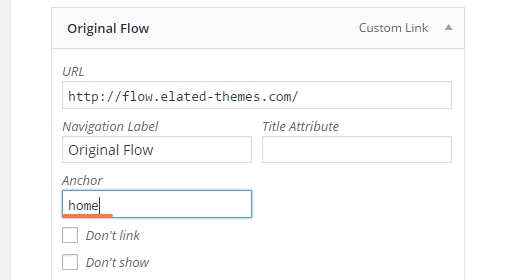 Original Flow Custom Link
URL
http://flow.elated-themes.com/
Navigation Label Title Attribute
Original Flow
Anchor
home
Don't link
Don't show